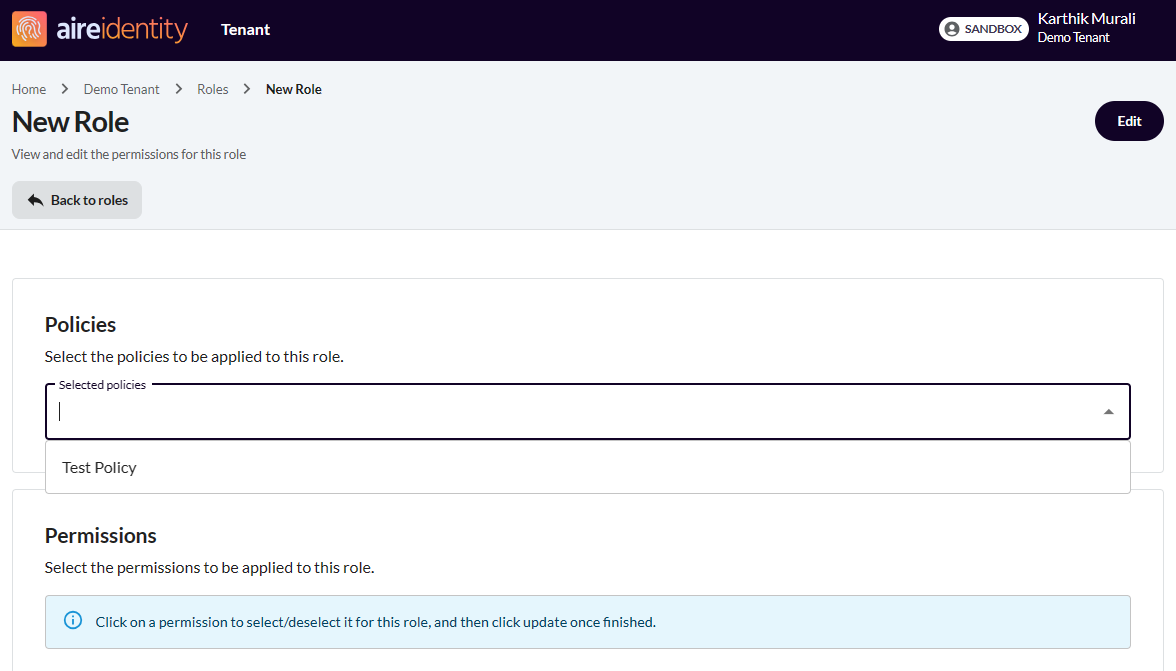 aireidentity Tenant SANDBOX Karthik Murali
Demo Tenant
Home > Demo Tenant > Roles > New Role
New Role
Edit
View and edit the permissions for this role
Back to roles
Policies
Select the policies to be applied to this role.
Selected policies
Test Policy
Permissions
Select the permissions to be applied to this role.
Click on a permission to select/deselect it for this role, and then click update once finished.